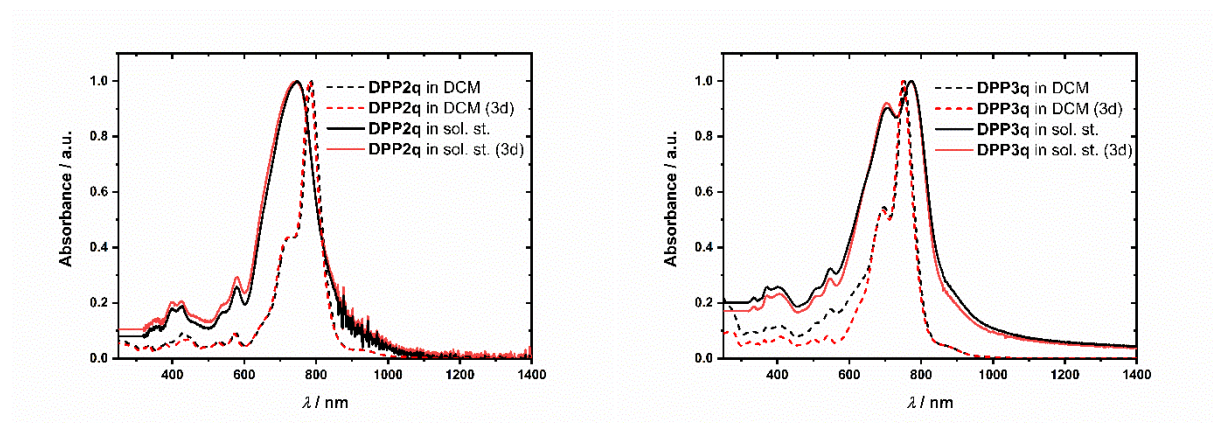 DPP2q in DCM
DPP2q in DCM (3d)
DPP2q in sol. st.
DPP2q in sol. st. (3d)
Absorbance / a.u.
1.0
0.8
0.6
0.4
0.2
0.0
400
600
800
1000
1200
1400
λ / nm
DPP3q in DCM
DPP3q in DCM (3d)
DPP3q in sol. st.
DPP3q in sol. st. (3d)
Absorbance / a.u.
1.0
0.8
0.6
0.4
0.2
0.0
400
600
800
1000
1200
1400
λ / nm